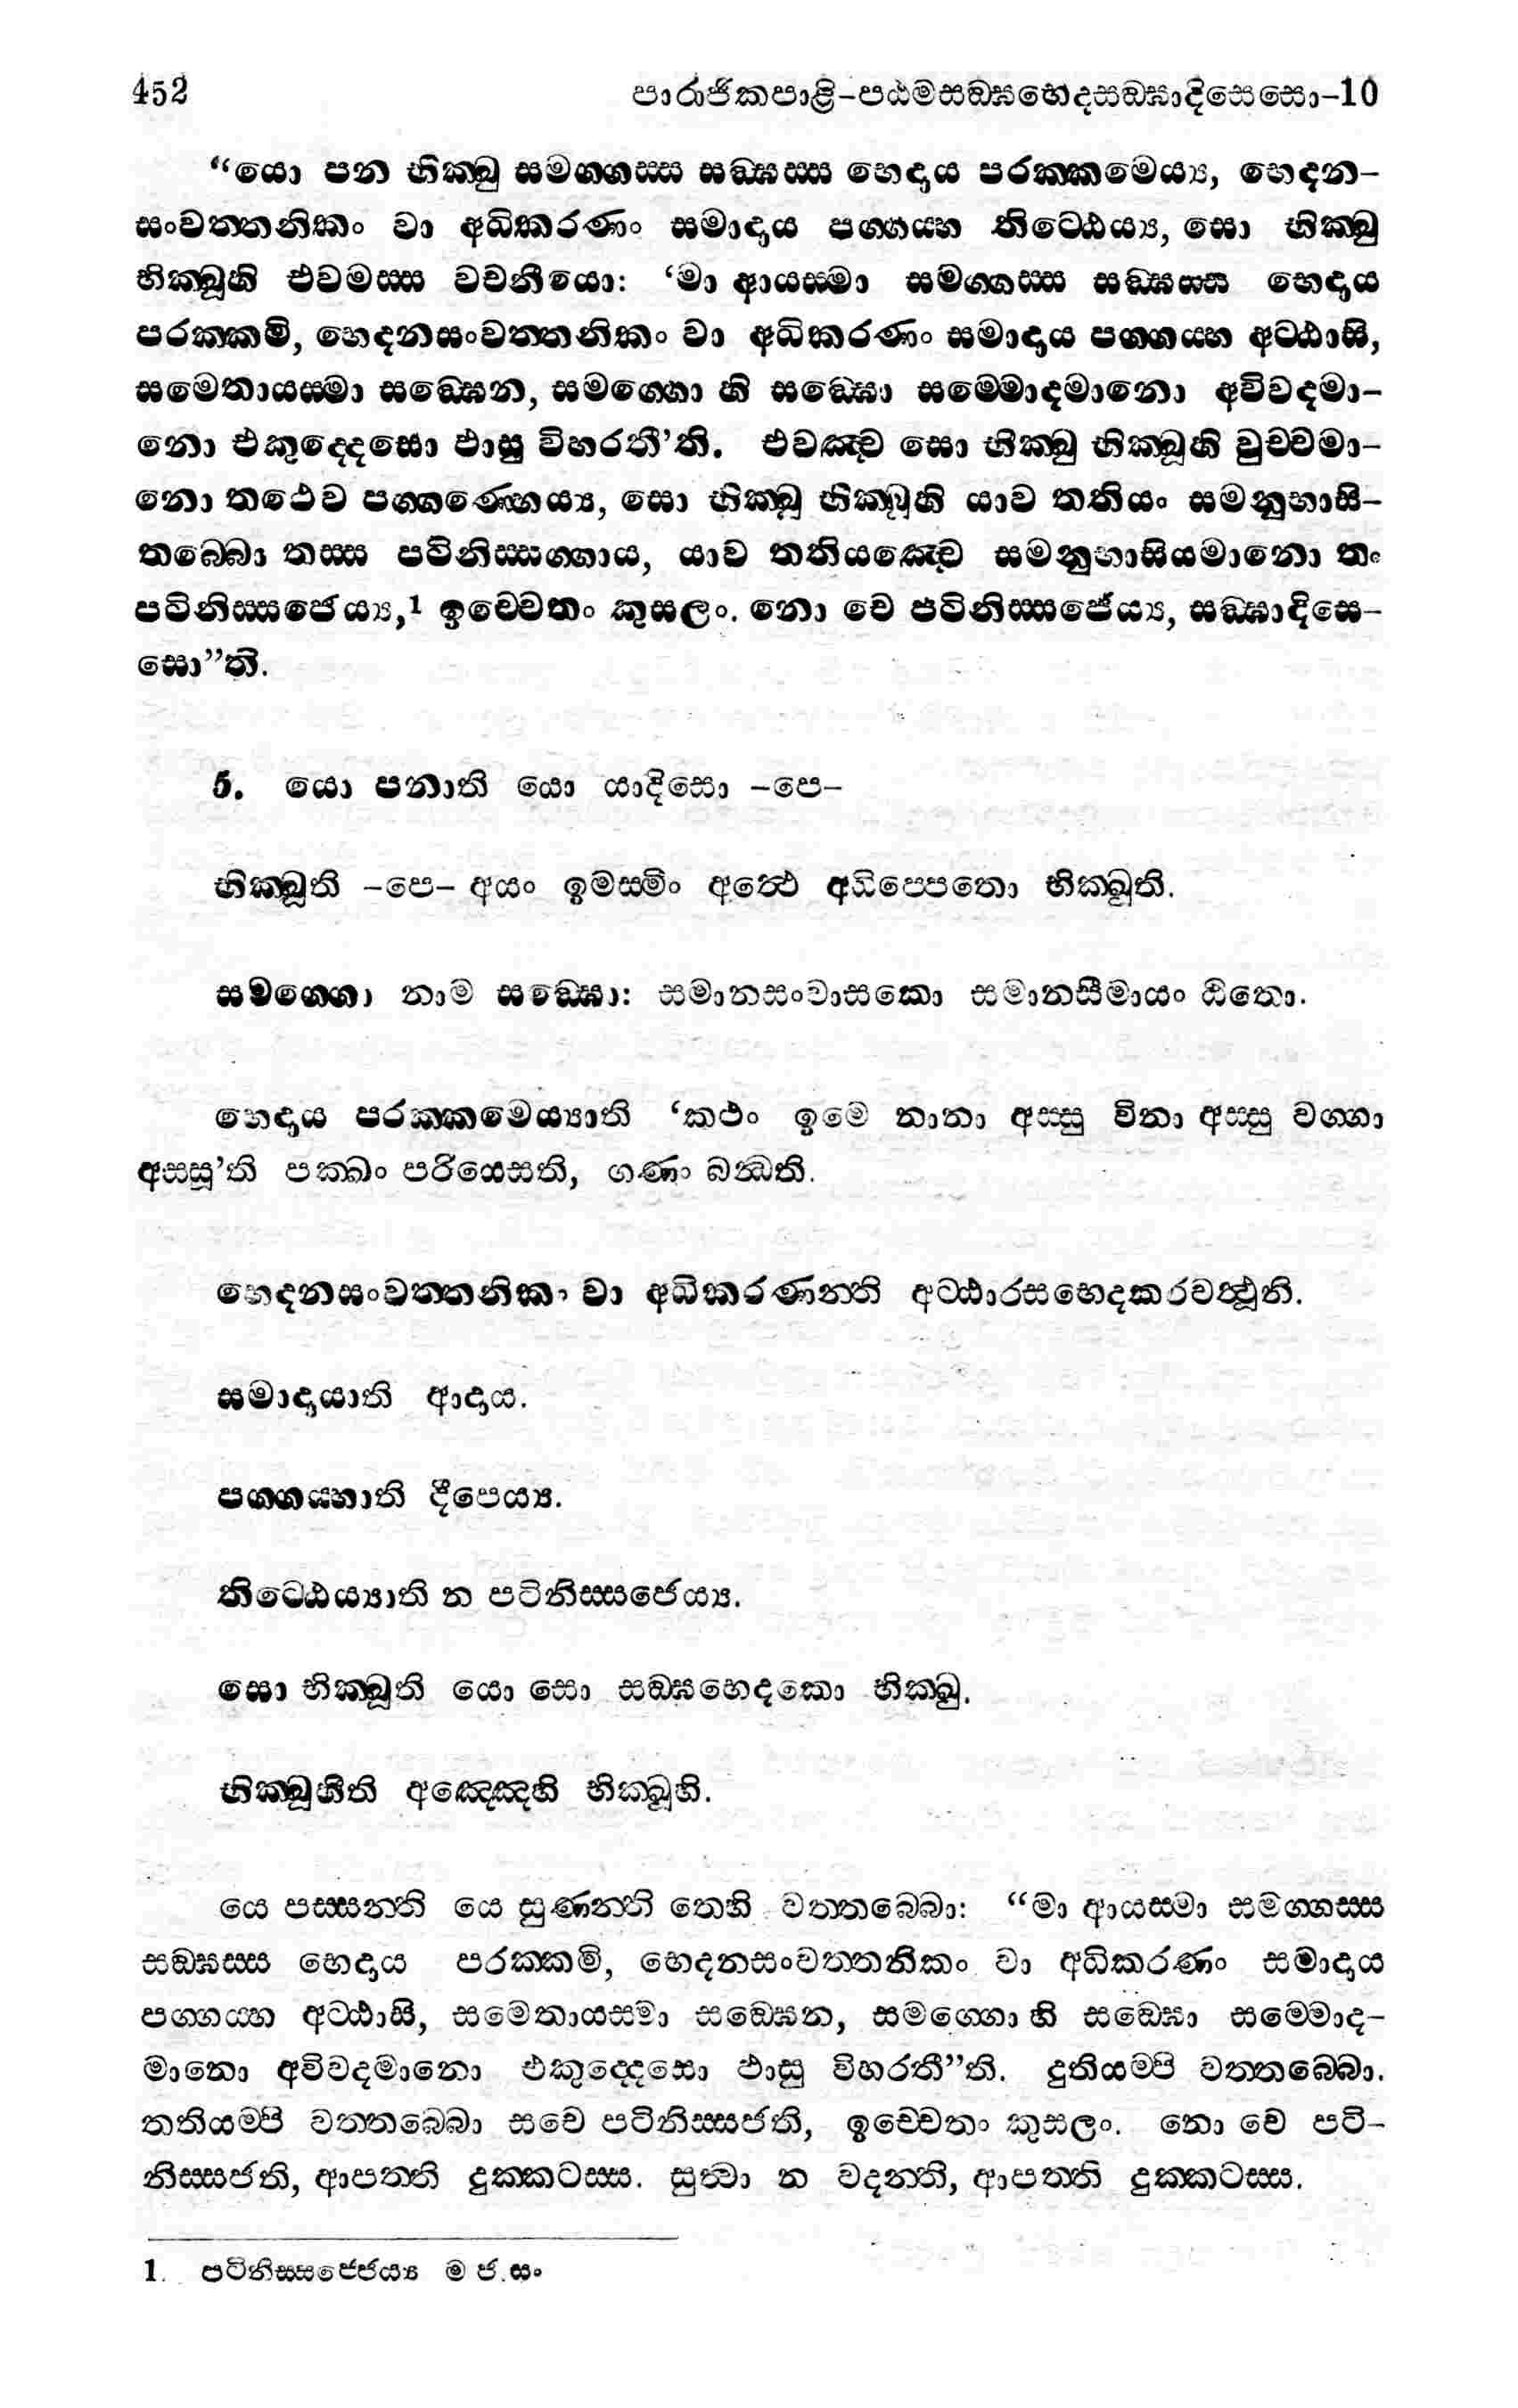 452 පාරාජිකපාළි-පඨමසඞ්ඝභෙදසඞ්ඝාදිසෙසො-10
“යො පන භික්ඛු සමග්ගස්ස සඞ්ඝස්ස භෙදාය පරක්කමෙය්‍ය, භෙදන-
සංවත්තනිකං වා අධිකරණං සමාදාය පග්ගය්හ තිට්ඨෙය්‍ය, සො භික්ඛු
භික්ඛූහි එවමස්ස වචනීයො: ‘මා ආයස්මා සමග්ගස්ස සඞ්ඝස්ස භෙදාය
පරක්කමි, භෙදනසංවත්තනිකං වා අධිකරණං සමාදාය පග්ගය්හ අට්ඨාසි,
සමෙතායස්මා සඞ්ඝෙන, සමග්ගො හි සඞ්ඝො සම්මොදමානො අවිවදමා-
නො එකුද්දෙසො ඵාසු විහරතී’ති. එවඤ්ච සො භික්ඛු භික්ඛූහි වුච්චමා-
නො තථෙව පග්ගණ්හෙය්‍ය, සො භික්ඛු භික්ඛූහි යාව තතියං සමනුභාසි-
තබ්බො තස්ස පටිනිස්සග්ගාය, යාව තතියඤ්චෙ සමනුභාසියමානො තං
පටිනිස්සජෙය්‍ය,1 ඉච්චෙතං කුසලං. නො චෙ පටිනිස්සජෙය්‍ය, සඞ්ඝාදිසෙ-
සො”ති.
5. යො පනාති යො යාදිසො -පෙ-
භික්ඛූති -පෙ- අයං ඉමස්මිං අත්ථෙ අධිප්පෙතො භික්ඛූති.
සමග්ගො නාම සඞ්ඝො: සමානසංවාසකො සමානසීමායං ඨිතො.
භෙදාය පරක්කමෙය්‍යාති ‘කථං ඉමෙ නානා අස්සු විනා අස්සු වග්ගා
අස්සූ’ති පක්ඛං පරියෙසති, ගණං බන්ධති.
භෙදනසංවත්තනිකං වා අධිකරණන්ති අට්ඨාරසභෙදකරවත්ථූති.
සමාදායාති ආදාය.
පග්ගය්හාති දීපෙය්‍ය.
තිට්ඨෙය්‍යාති න පටිනිස්සජෙය්‍ය.
සො භික්ඛූති යො සො සඞ්ඝභෙදකො භික්ඛු.
භික්ඛූහීති අඤ්ඤෙහි භික්ඛූහි.
යෙ පස්සන්ති යෙ සුණන්ති තෙහි වත්තබ්බො: “මා ආයස්මා සමග්ගස්ස
සඞ්ඝස්ස භෙදාය පරක්කමි, භෙදනසංවත්තනිකං වා අධිකරණං සමාදාය
පග්ගය්හ අට්ඨාසි, සමෙතායස්මා සඞ්ඝෙන, සමග්ගො හි සඞ්ඝො සම්මොද-
මානො අවිවදමානො එකුද්දෙසො ඵාසු විහරතී”ති. දුතියම්පි වත්තබ්බො.
තතියම්පි වත්තබ්බො සචෙ පටිනිස්සජති, ඉච්චෙතං කුසලං. නො චෙ පටි-
නිස්සජති, ආපත්ති දුක්කටස්ස. සුත්වා න වදන්ති, ආපත්ති දුක්කටස්ස.
1. පටිනිස්සජ්ජෙය්‍ය ම ජ.සං